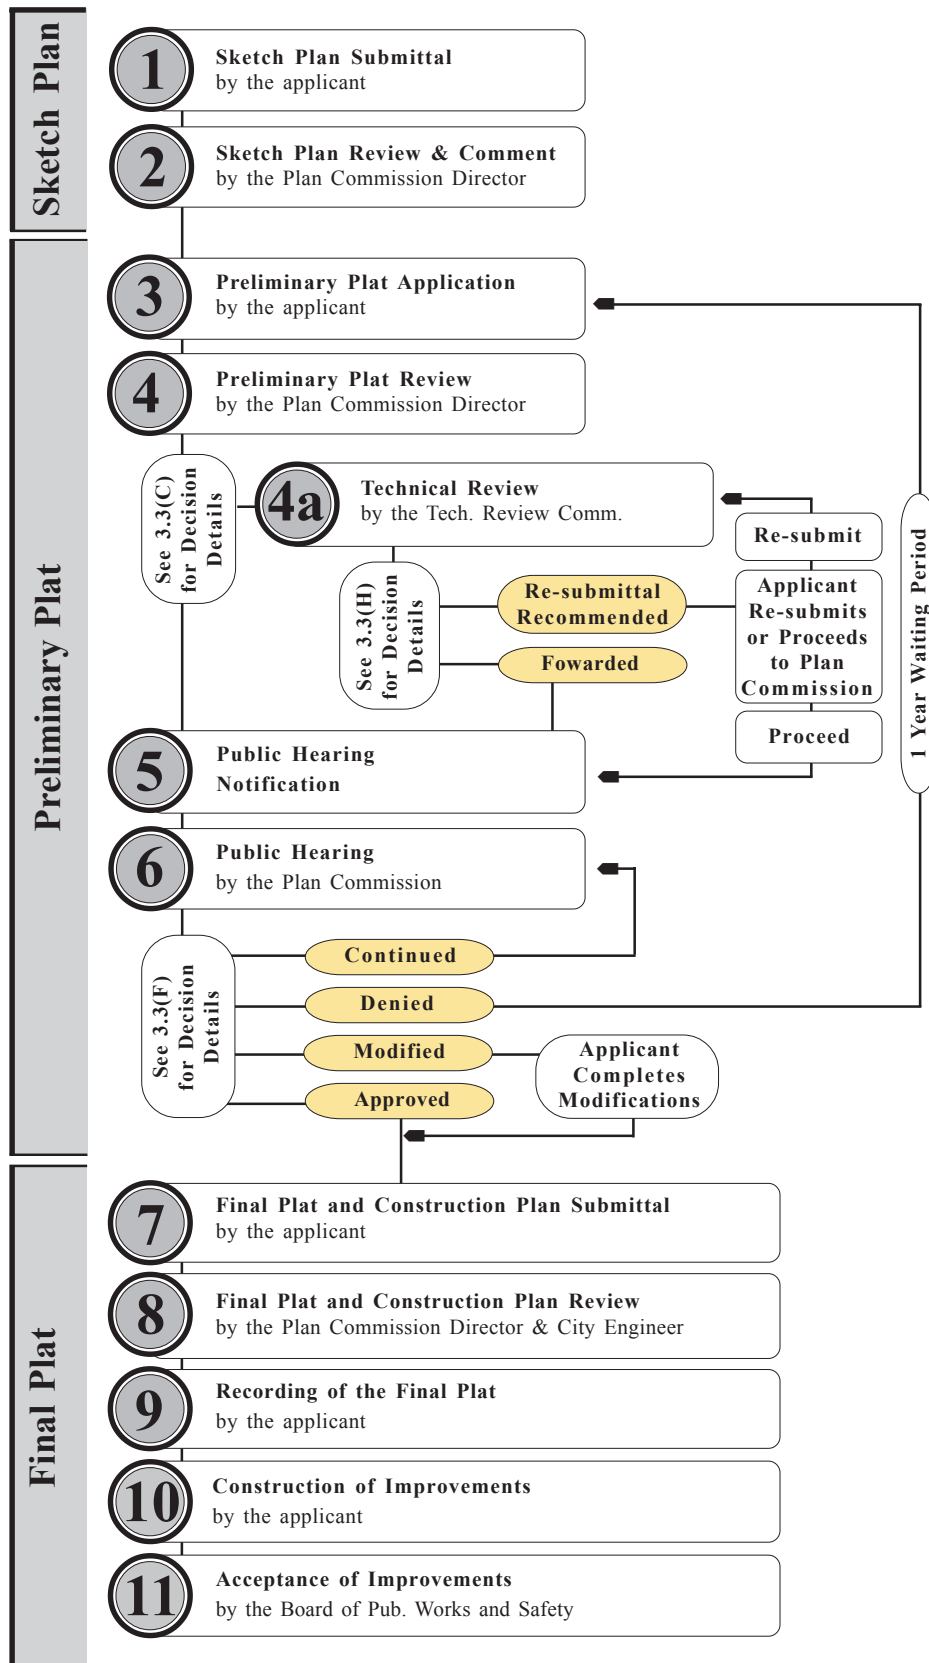 Sketch Plan
1
Sketch Plan Submittal
by the applicant
2
Sketch Plan Review & Comment
by the Plan Commission Director
Preliminary Plat
3
Preliminary Plat Application
by the applicant
4
Preliminary Plat Review
by the Plan Commission Director
See 3.3(C)
for Decision
Details
4a
Technical Review
by the Tech. Review Comm.
See 3.3(H)
for Decision
Details
Re-submittal
Recommended
Fowarded
Re-submit
Applicant
Re-submits
or Proceeds
to Plan
Commission
Proceed
1 Year Waiting Period
5
Public Hearing
Notification
6
Public Hearing
by the Plan Commission
See 3.3(F)
for Decision
Details
Continued
Denied
Modified
Approved
Applicant
Completes
Modifications
Final Plat
7
Final Plat and Construction Plan Submittal
by the applicant
8
Final Plat and Construction Plan Review
by the Plan Commission Director & City Engineer
9
Recording of the Final Plat
by the applicant
10
Construction of Improvements
by the applicant
11
Acceptance of Improvements
by the Board of Pub. Works and Safety